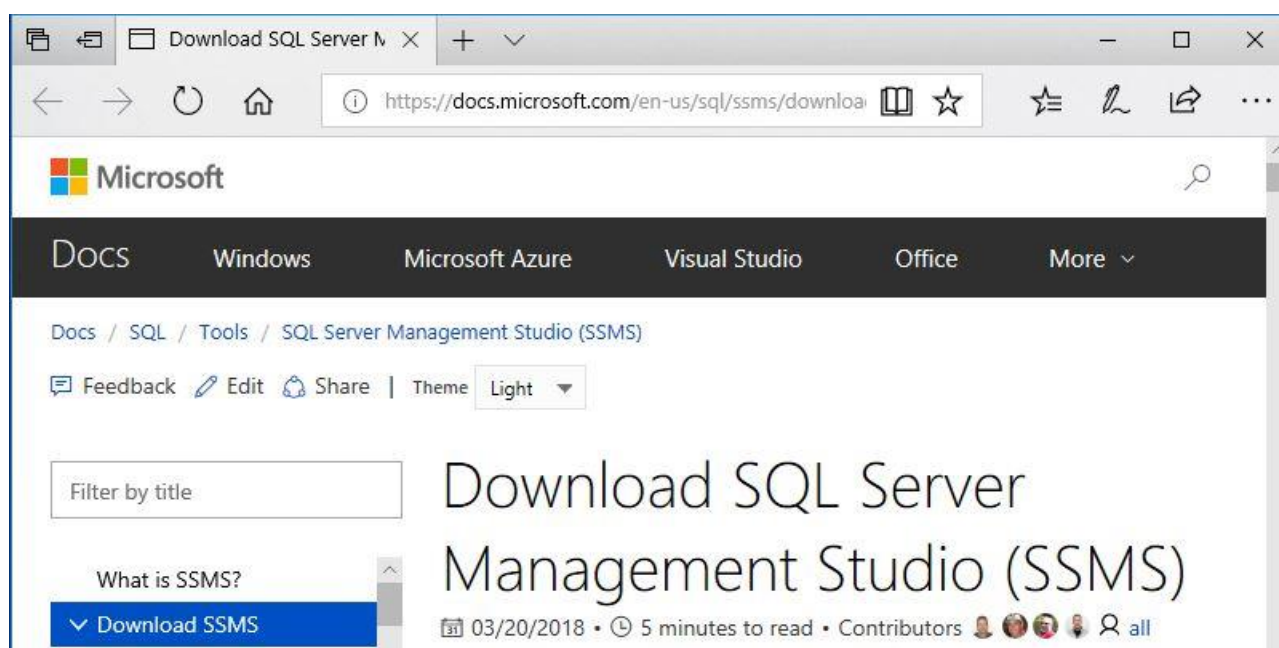 Download SQL Server
https://docs.microsoft.com/en-us/sql/ssms/downloa
Microsoft
Docs Windows Microsoft Azure Visual Studio Office More
Docs / SQL / Tools / SQL Server Management Studio (SSMS)
Feedback Edit Share | Theme Light
Filter by title
What is SSMS?
Download SSMS
Download SQL Server
Management Studio (SSMS)
03/20/2018 • 5 minutes to read • Contributors all